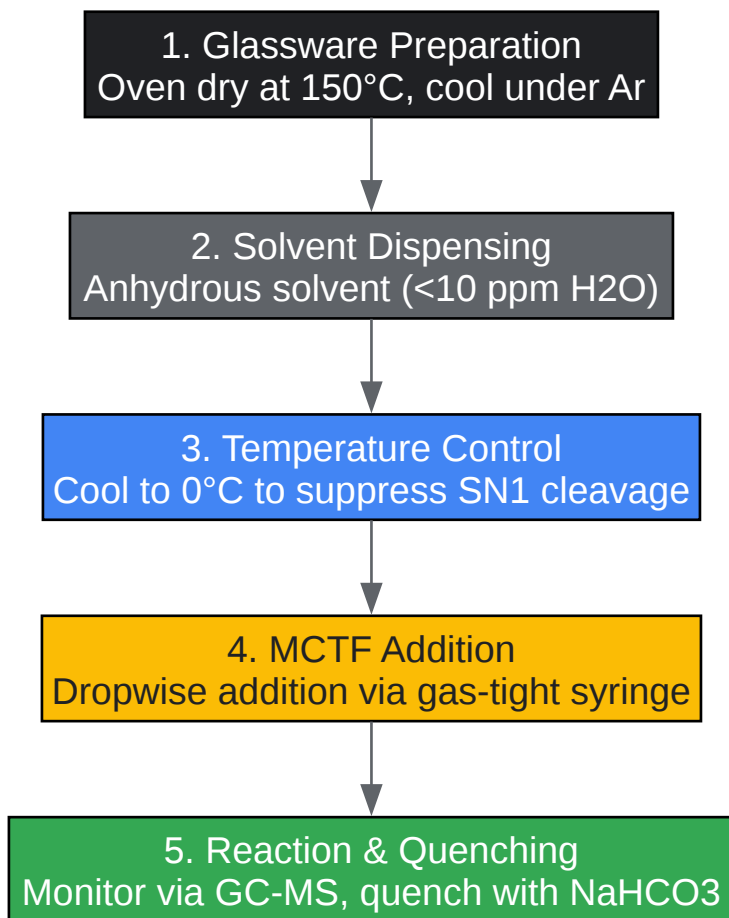 1. Glassware Preparation
Oven dry at 150°C, cool under Ar
2. Solvent Dispensing
Anhydrous solvent (<10 ppm H2O)
3. Temperature Control
Cool to 0°C to suppress SN1 cleavage
4. MCTF Addition
Dropwise addition via gas-tight syringe
5. Reaction & Quenching
Monitor via GC-MS, quench with NaHCO3